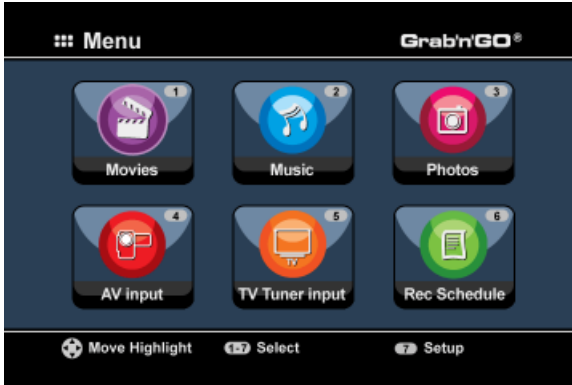 Menu
Grab'n'GO®
1
2
3
Movies
Music
Photos
4
5
6
TV
AV input
TV Tuner input
Rec Schedule
Move Highlight
1-7 Select
7 Setup